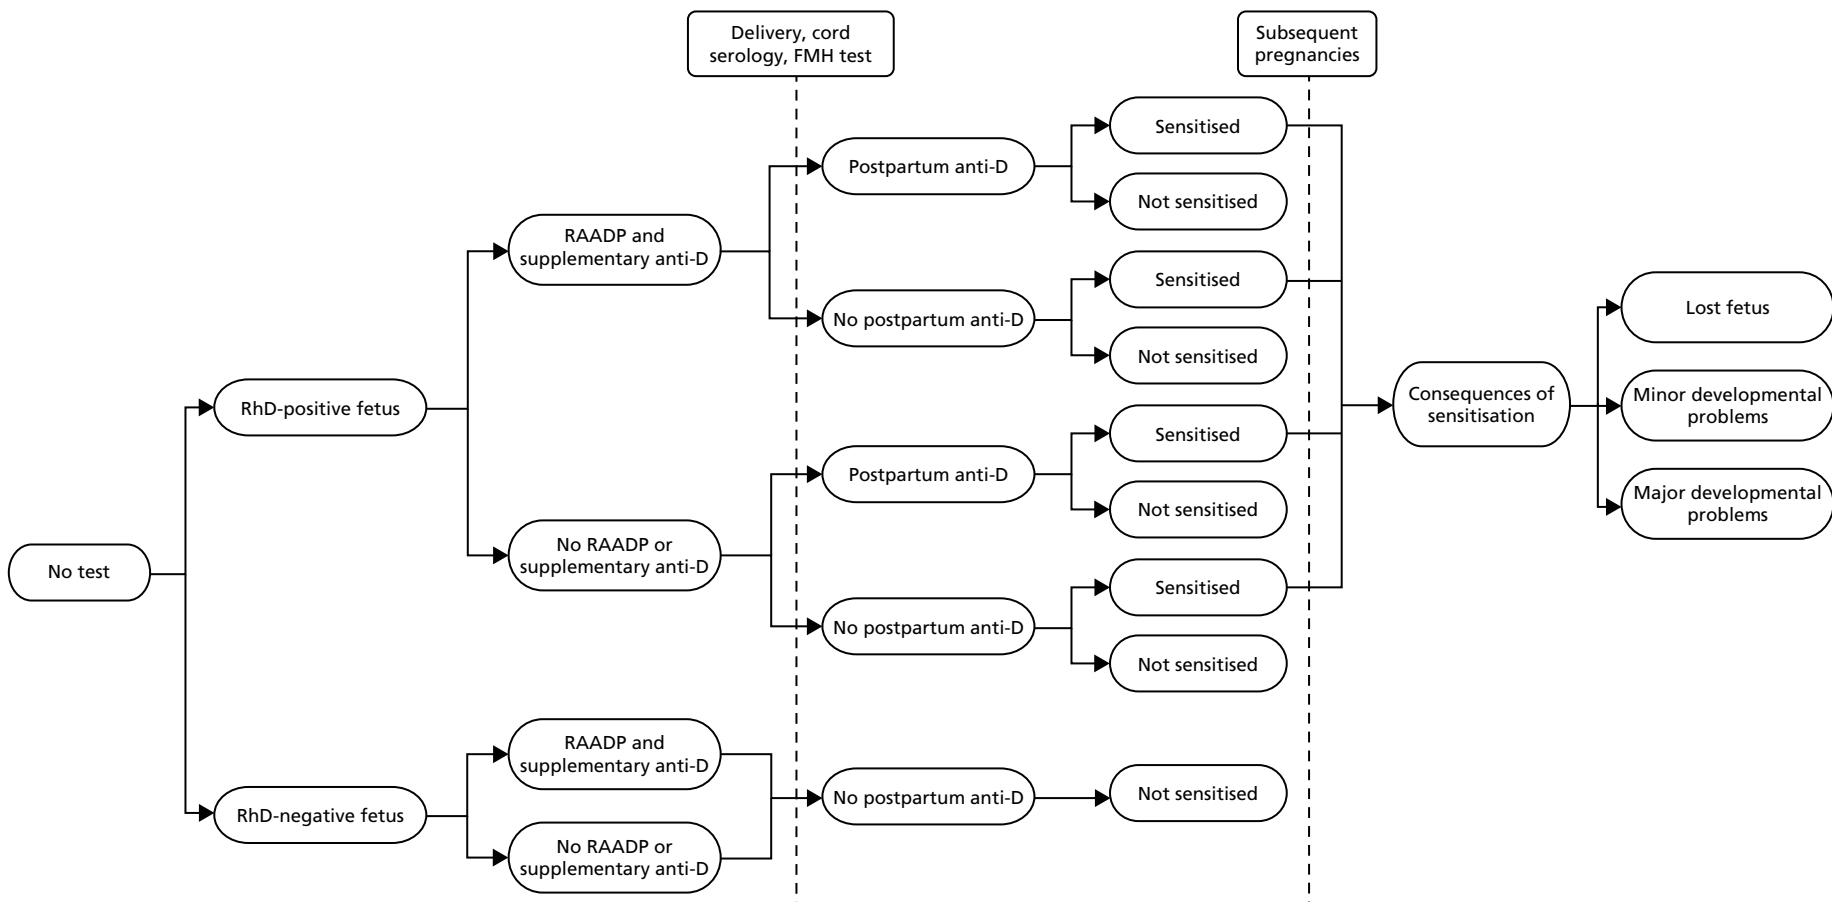 Delivery, cord
serology, FMH test
Subsequent
pregnancies
Sensitised
Postpartum anti-D
Not sensitised
RAADP and
supplementary anti-D
Sensitised
No postpartum anti-D
Not sensitised
Lost fetus
RhD-positive fetus
Consequences of
sensitisation
Minor developmental
problems
Sensitised
Postpartum anti-D
Not sensitised
Major developmental
problems
No RAADP or
supplementary anti-D
No test
Sensitised
No postpartum anti-D
Not sensitised
RAADP and
supplementary anti-D
RhD-negative fetus
No postpartum anti-D
Not sensitised
No RAADP or
supplementary anti-D